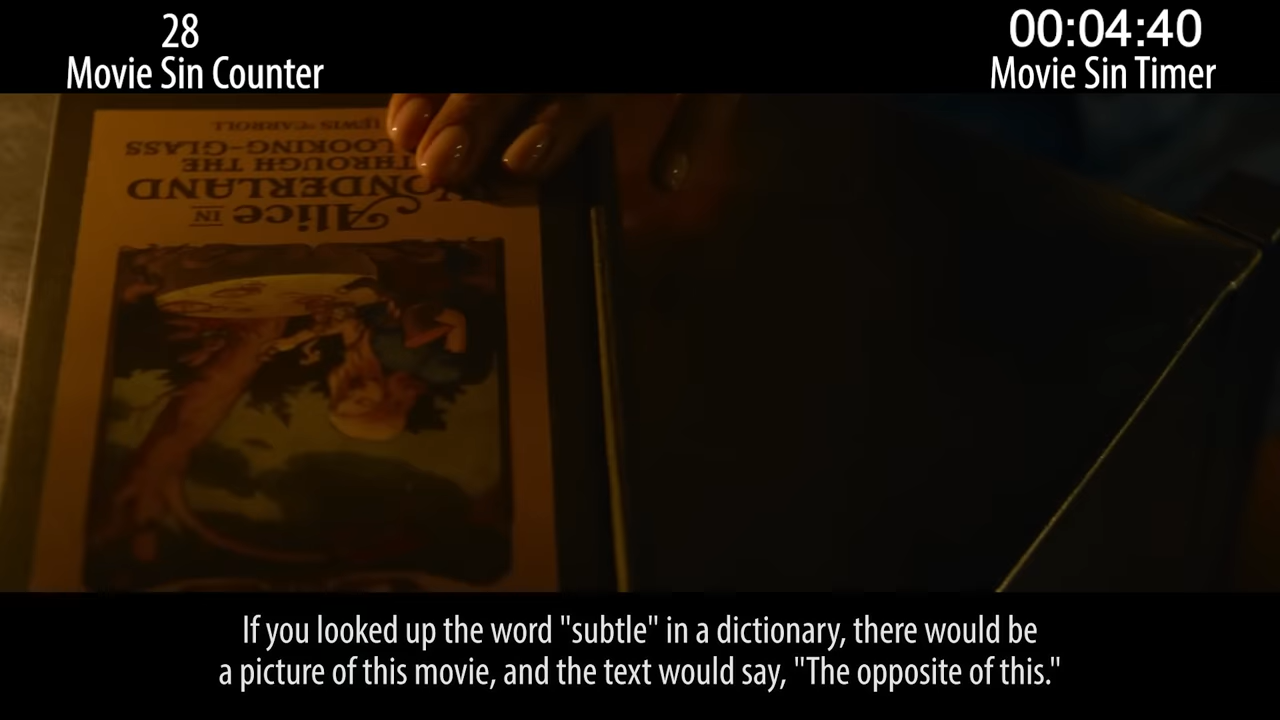 28
Movie Sin Counter
00:04:40
Movie Sin Timer
LEWIS CARROLL
LOOKING-GLASS
THROUGH THE
WONDERLAND
IN
Alice
If you looked up the word "subtle" in a dictionary, there would be
a picture of this movie, and the text would say, "The opposite of this."